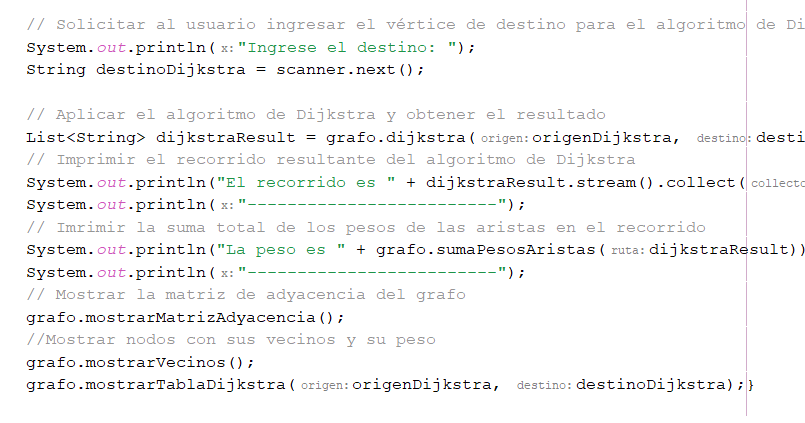 // Solicitar al usuario ingresar el vértice de destino para el algoritmo de Di
System.out.println( x: "Ingrese el destino: ");
String destinoDijkstra = scanner.next();
// Aplicar el algoritmo de Dijkstra y obtener el resultado
List<String> dijkstraResult = grafo.dijkstra( origen: origenDijkstra, destino: desti
// Imprimir el recorrido resultante del algoritmo de Dijkstra
System.out.println("El recorrido es " + dijkstraResult.stream().collect( collecto
System.out.println( x: "-------------------------");
// Imrimir la suma total de los pesos de las aristas en el recorrido
System.out.println("La peso es " + grafo.sumaPesosAristas( ruta: dijkstraResult))
System.out.println( x: "-------------------------");
// Mostrar la matriz de adyacencia del grafo
grafo.mostrarMatrizAdyacencia();
//Mostrar nodos con sus vecinos y su peso
grafo.mostrarVecinos();
grafo.mostrarTablaDijkstra( origen: origenDijkstra, destino: destinoDijkstra);}